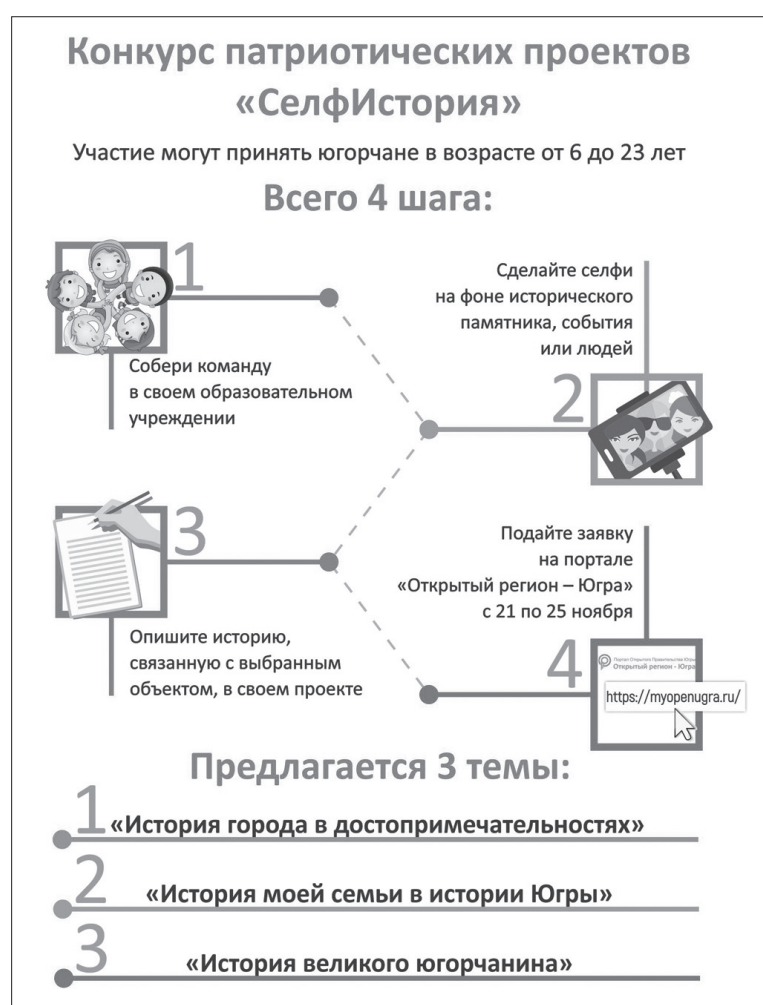 Конкурс патриотических проектов
«СелфИстория»
Участие могут принять югорчане в возрасте от 6 до 23 лет
Всего 4 шага:
1
Собери команду
в своем образовательном
учреждении
Сделайте селфи
на фоне исторического
памятника, события
или людей
2
3
Опишите историю,
связанную с выбранным
объектом, в своем проекте
Подайте заявку
на портале
«Открытый регион – Югра»
с 21 по 25 ноября
4
Портал Открытого Правительства Югры
Открытый регион - Югра
https://myopenugra.ru/
Предлагается 3 темы:
1 «История города в достопримечательностях»
2 «История моей семьи в истории Югры»
3 «История великого югорчанина»